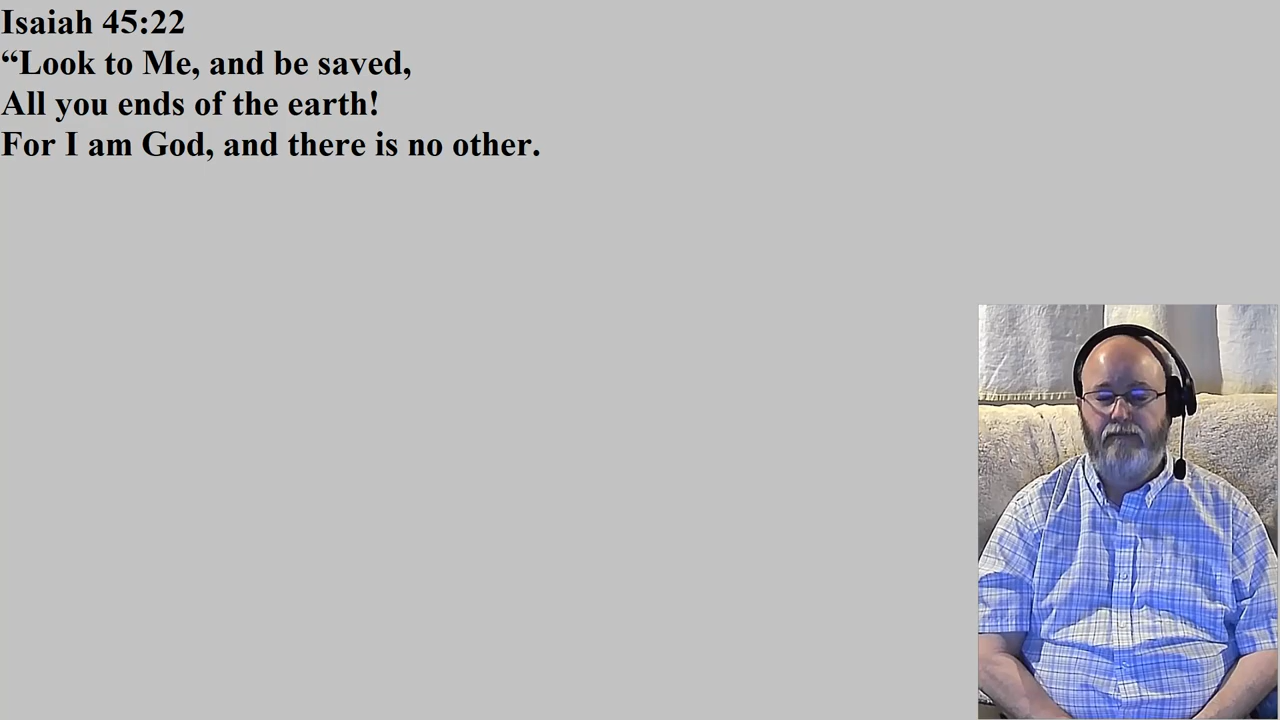 Isaiah 45:22
“Look to Me, and be saved,
All you ends of the earth!
For I am God, and there is no other.